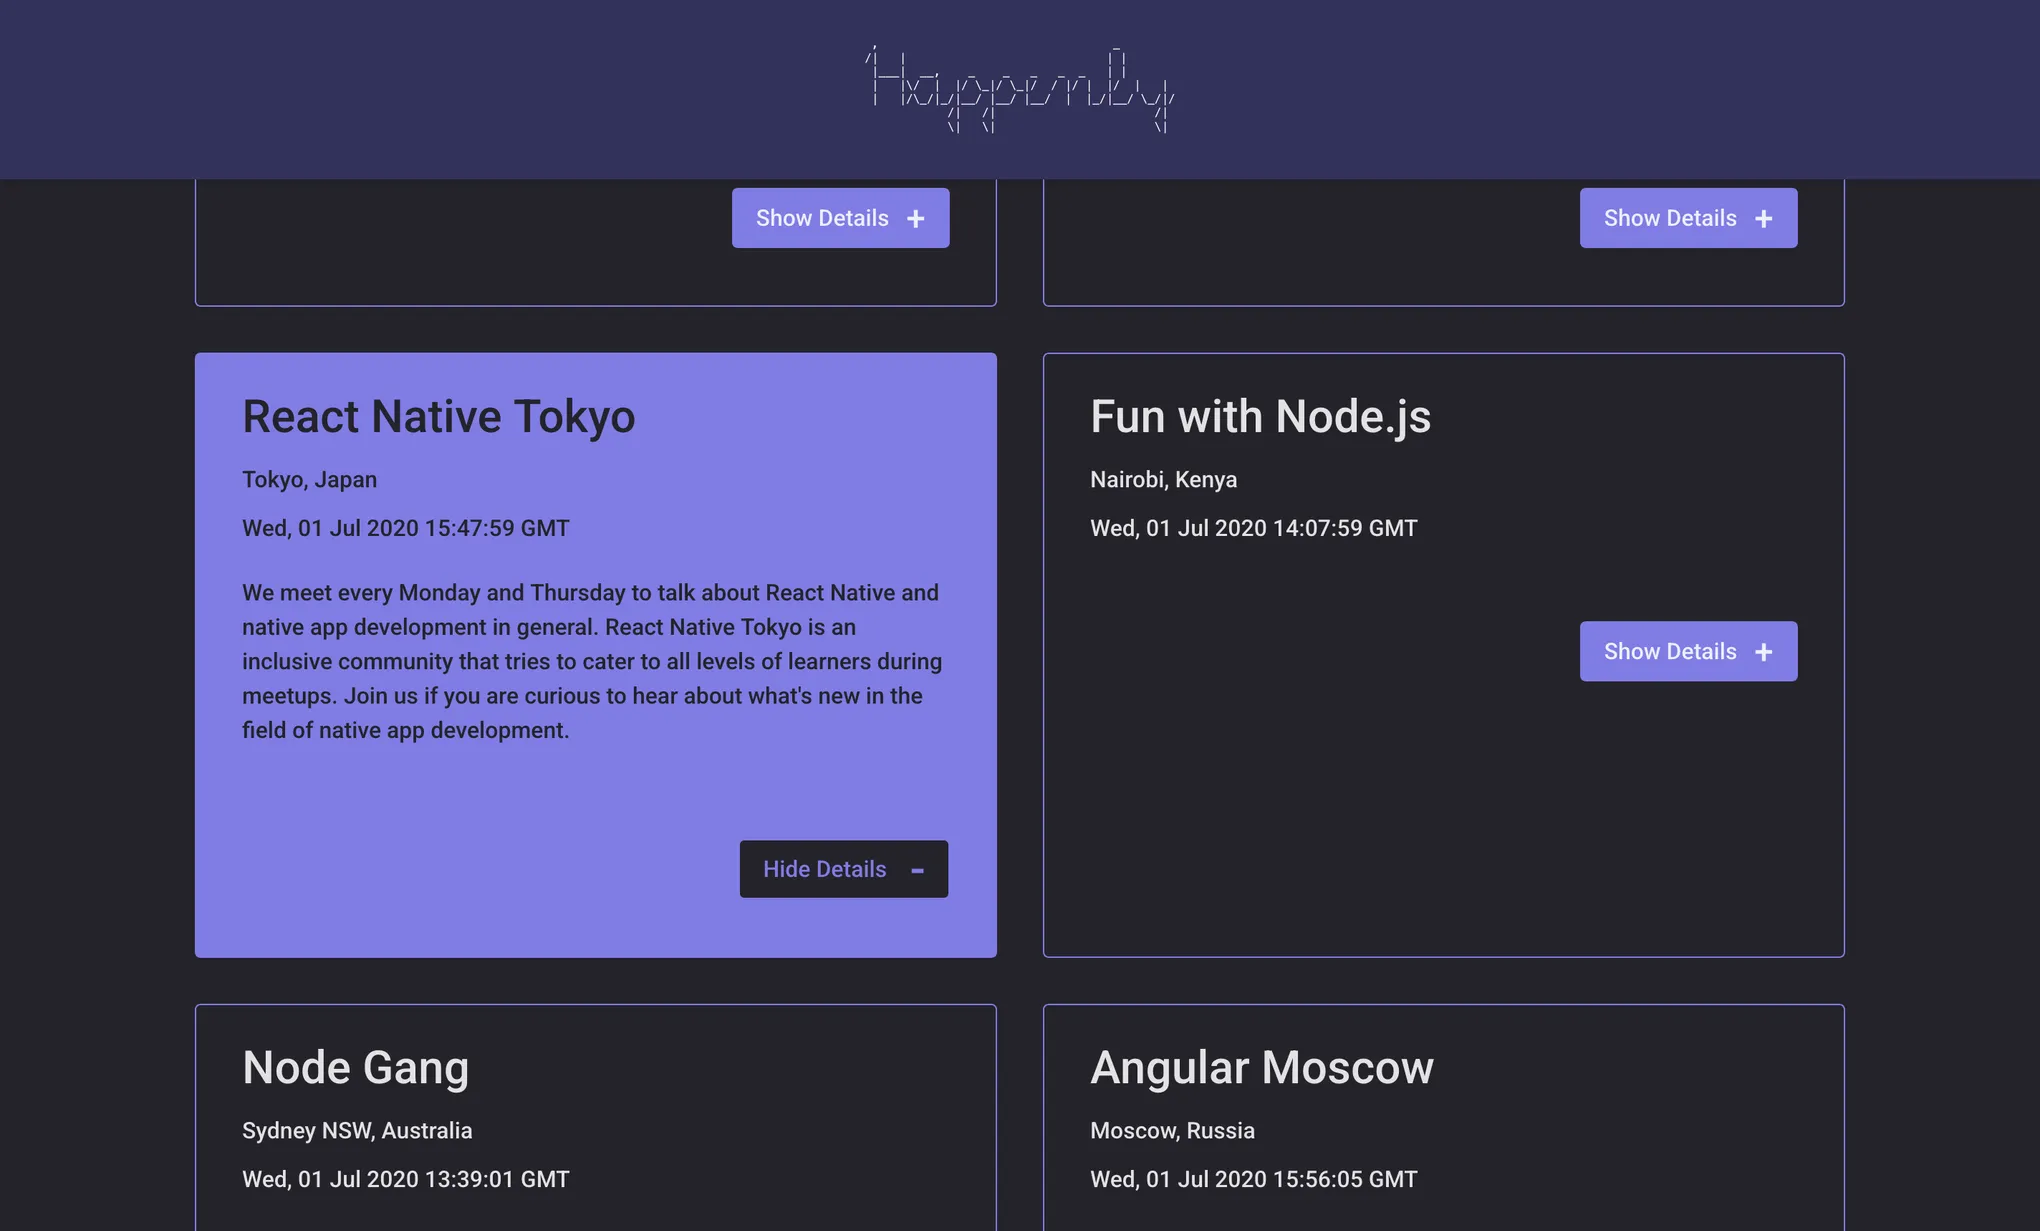 Happenly
Show Details +
Show Details +
React Native Tokyo
Tokyo, Japan
Wed, 01 Jul 2020 15:47:59 GMT
We meet every Monday and Thursday to talk about React Native and
native app development in general. React Native Tokyo is an
inclusive community that tries to cater to all levels of learners during
meetups. Join us if you are curious to hear about what's new in the
field of native app development.
Hide Details -
Fun with Node.js
Nairobi, Kenya
Wed, 01 Jul 2020 14:07:59 GMT
Show Details +
Node Gang
Sydney NSW, Australia
Wed, 01 Jul 2020 13:39:01 GMT
Angular Moscow
Moscow, Russia
Wed, 01 Jul 2020 15:56:05 GMT